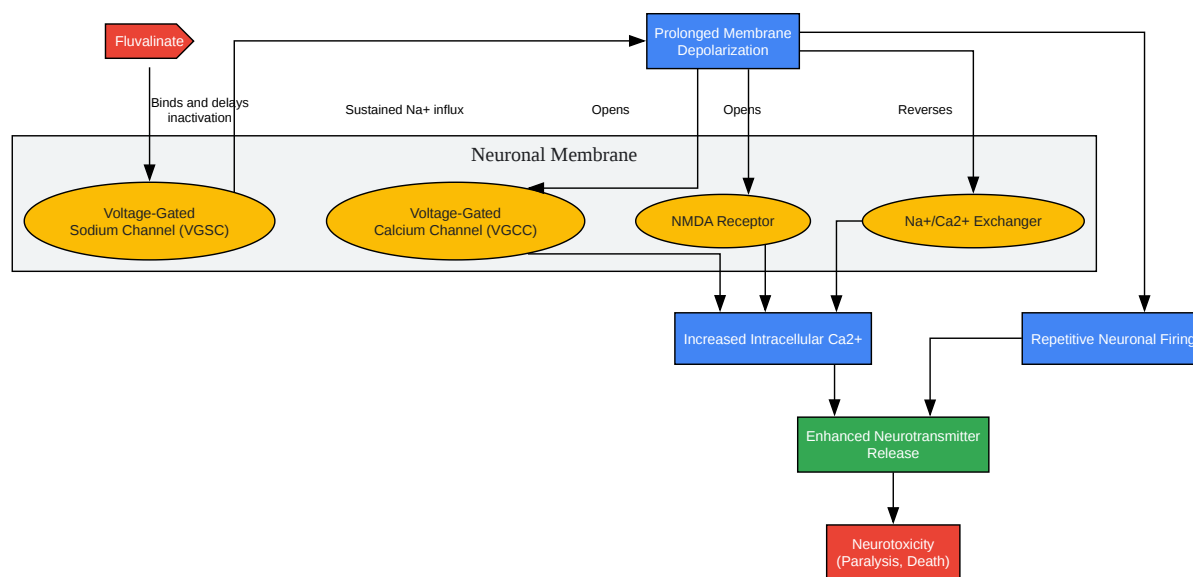 Fluvalinate
Prolonged Membrane
Depolarization
Binds and delays
inactivation
Sustained Na+ influx
Opens
Opens
Reverses
Neuronal Membrane
Voltage-Gated
Sodium Channel (VGSC)
Voltage-Gated
Calcium Channel (VGCC)
NMDA Receptor
Na+/Ca2+ Exchanger
Increased Intracellular Ca2+
Repetitive Neuronal Firing
Enhanced Neurotransmitter
Release
Neurotoxicity
(Paralysis, Death)